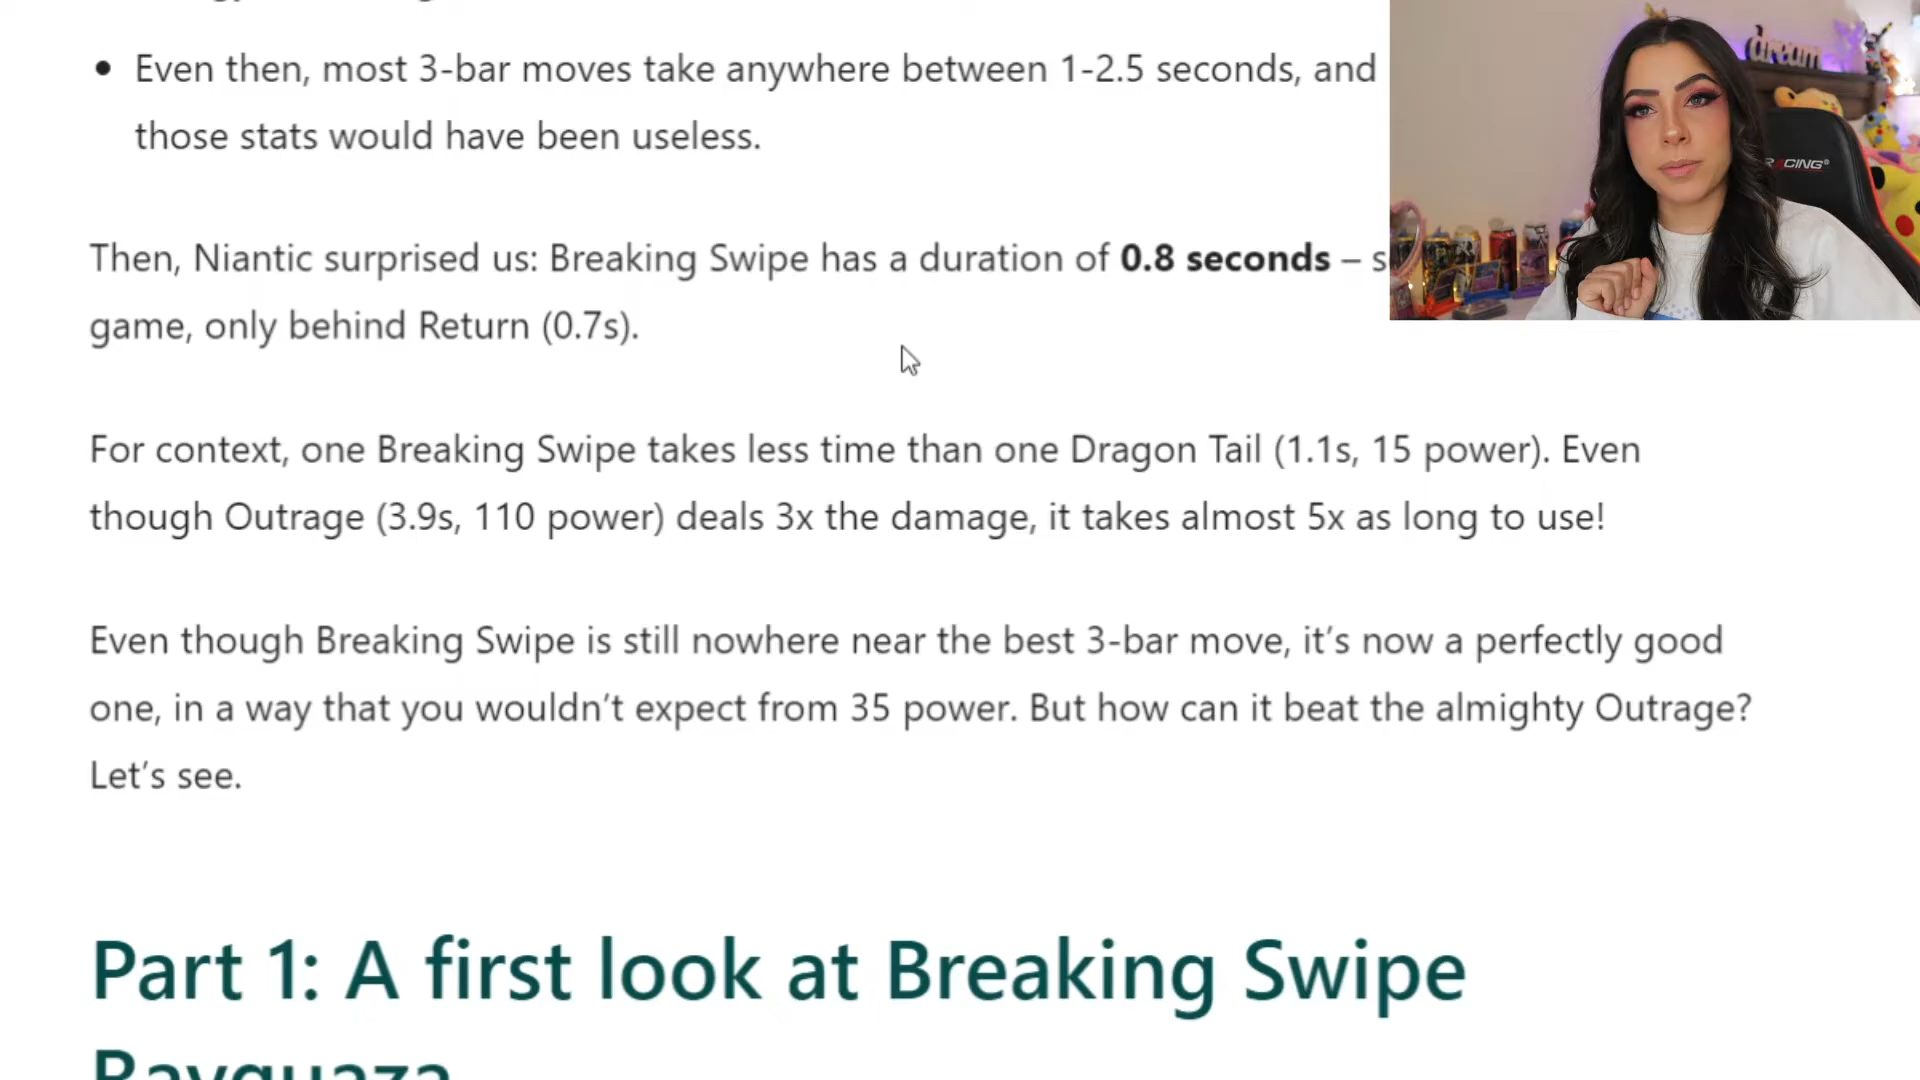 Even then, most 3-bar moves take anywhere between 1-2.5 seconds, and
those stats would have been useless.
Then, Niantic surprised us: Breaking Swipe has a duration of 0.8 seconds – s
game, only behind Return (0.7s).
For context, one Breaking Swipe takes less time than one Dragon Tail (1.1s, 15 power). Even
though Outrage (3.9s, 110 power) deals 3x the damage, it takes almost 5x as long to use!
Even though Breaking Swipe is still nowhere near the best 3-bar move, it’s now a perfectly good
one, in a way that you wouldn’t expect from 35 power. But how can it beat the almighty Outrage?
Let’s see.
Part 1: A first look at Breaking Swipe
Rayquaza
dream
RACING